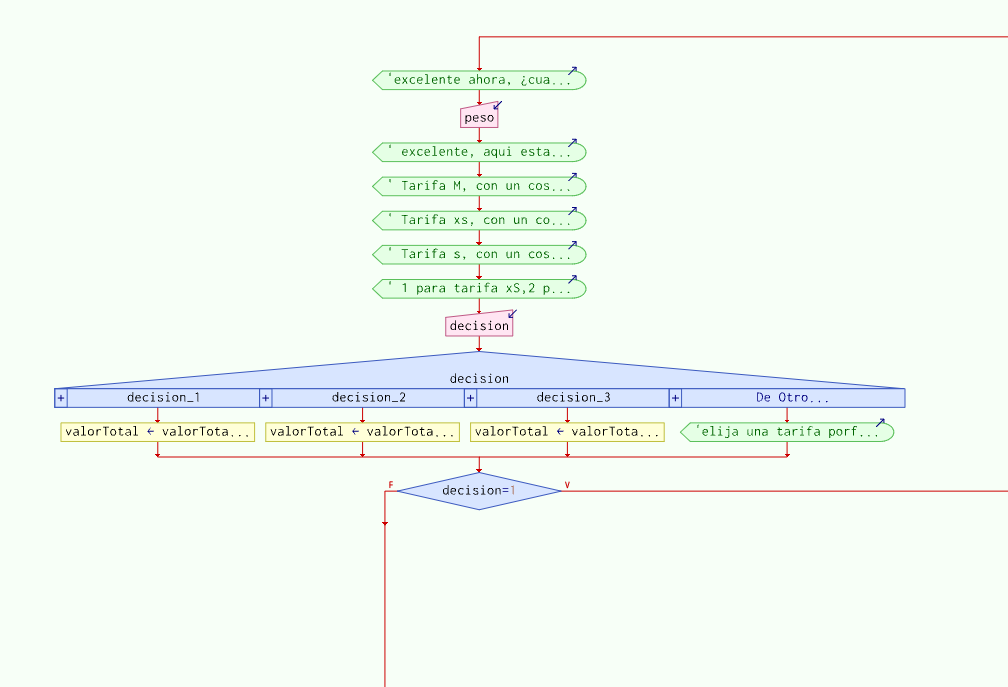 'excelente ahora, ¿cua...
peso
' excelente, aqui esta...
' Tarifa M, con un cos...
' Tarifa xs, con un co...
' Tarifa s, con un cos...
' 1 para tarifa xS,2 p...
decision
decision
+ decision_1 + decision_2 + decision_3 + De Otro...
valorTotal ← valorTota... valorTotal ← valorTota... valorTotal ← valorTota... 'elija una tarifa porf...
F decision=1 V